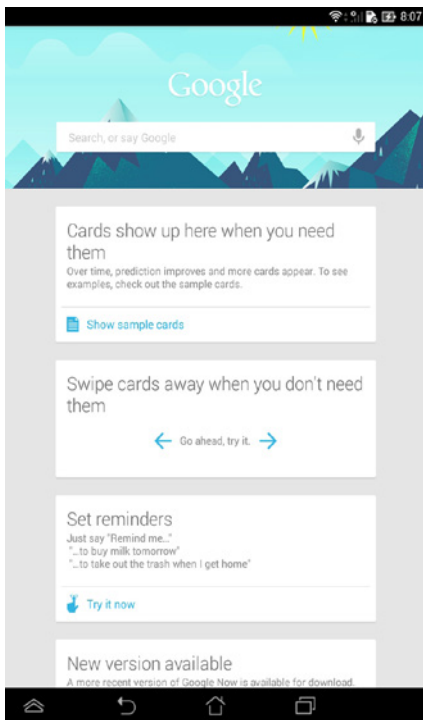 8:07
Google
Search, or say Google
Cards show up here when you need
them
Over time, prediction improves and more cards appear. To see
examples, check out the sample cards.
Show sample cards
Swipe cards away when you don't need
them
Go ahead, try it.
Set reminders
Just say "Remind me..."
"...to buy milk tomorrow"
"...to take out the trash when I get home"
Try it now
New version available
A more recent version of Google Now is available for download.